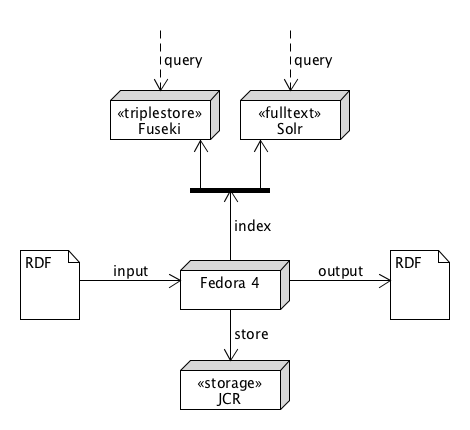 query
query
«triplestore»
Fuseki
«fulltext»
Solr
index
RDF
input
Fedora 4
output
RDF
store
«storage»
JCR